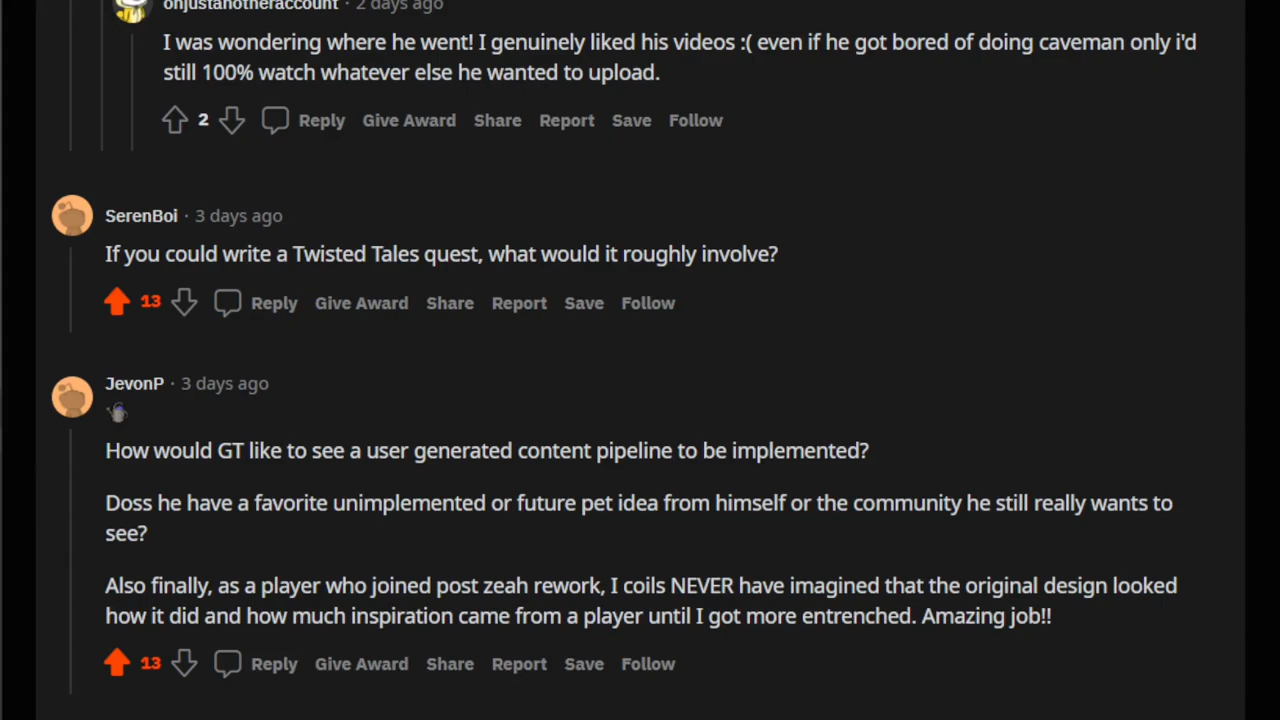 onjustanotheraccount · 2 days ago
I was wondering where he went! I genuinely liked his videos :( even if he got bored of doing caveman only i'd
still 100% watch whatever else he wanted to upload.
2 Reply Give Award Share Report Save Follow
SerenBoi · 3 days ago
If you could write a Twisted Tales quest, what would it roughly involve?
13 Reply Give Award Share Report Save Follow
JevonP · 3 days ago
How would GT like to see a user generated content pipeline to be implemented?
Doss he have a favorite unimplemented or future pet idea from himself or the community he still really wants to
see?
Also finally, as a player who joined post zeah rework, I coils NEVER have imagined that the original design looked
how it did and how much inspiration came from a player until I got more entrenched. Amazing job!!
13 Reply Give Award Share Report Save Follow